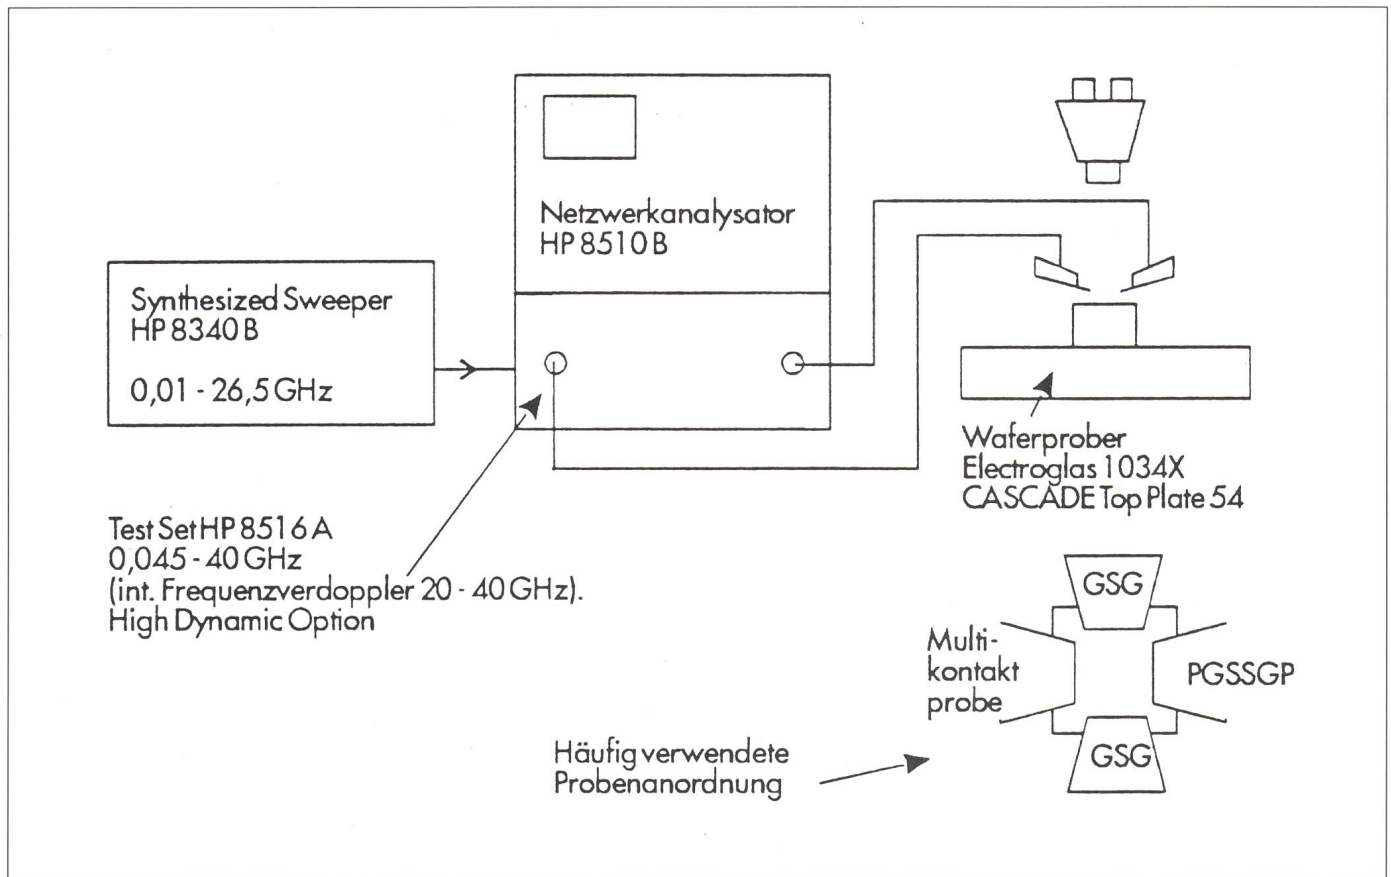 Netzwerkanalysator
HP 8510 B
Synthesized Sweeper
HP 8340 B
0,01 - 26,5 GHz
Waferprober
Electroglas 1034X
CASCADE Top Plate 54
Test Set HP 8516 A
0,045 - 40 GHz
(int. Frequenzverdoppler 20 - 40 GHz).
High Dynamic Option
GSG
Multi-
kontakt
probe
PGSSGP
GSG
Häufig verwendete
Probenanordnung